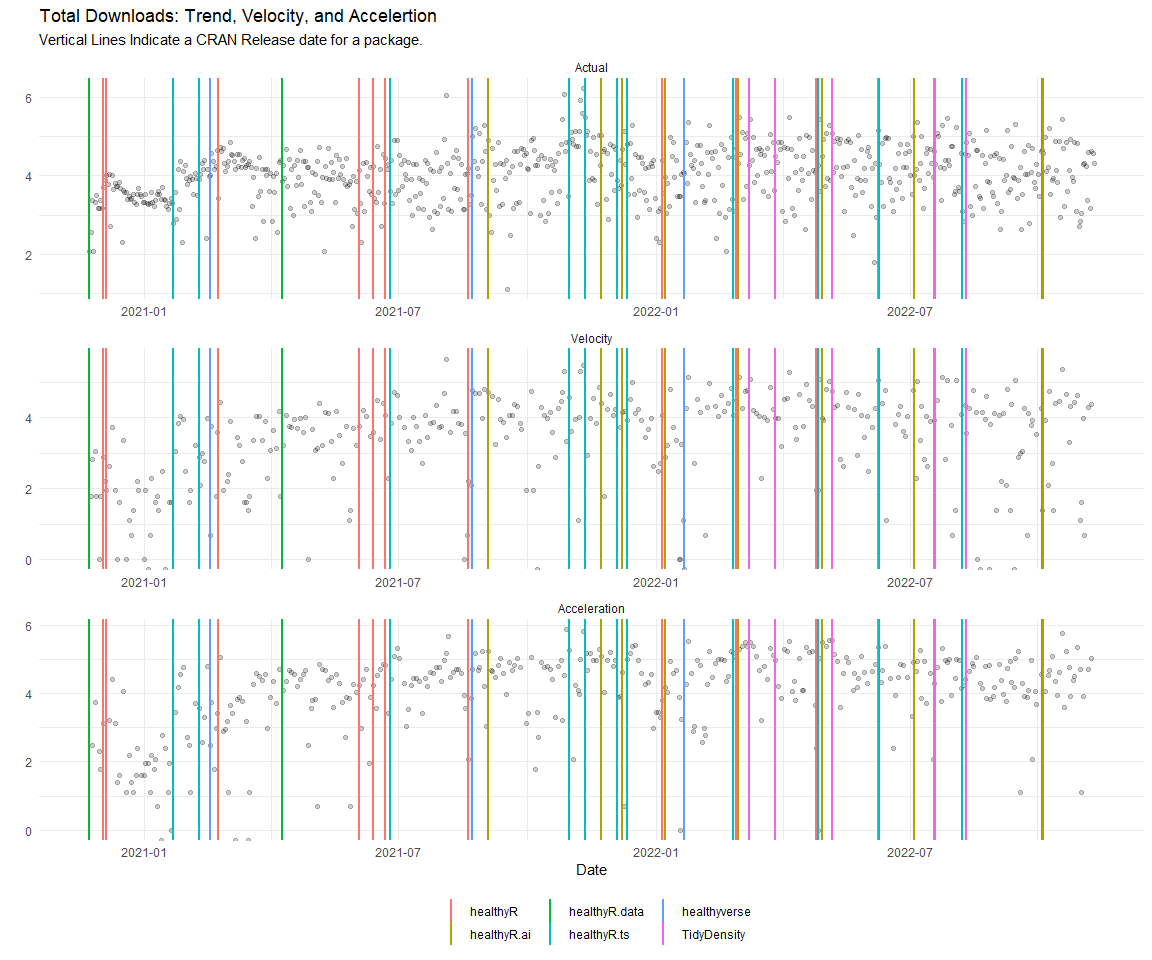 Total Downloads: Trend, Velocity, and Accelertion
Vertical Lines Indicate a CRAN Release date for a package.
Actual
6
4
2
2021-01 2021-07 2022-01 2022-07
Velocity
4
2
0
2021-01 2021-07 2022-01 2022-07
Acceleration
6
4
2
0
2021-01 2021-07 2022-01 2022-07
Date
healthyR healthyR.data healthyverse
healthyR.ai healthyR.ts TidyDensity